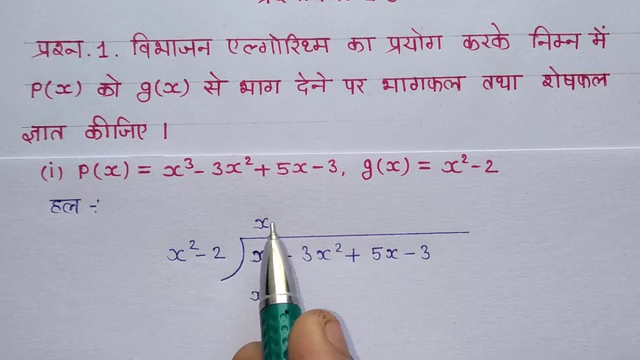 प्रश्न.1. विभाजन एल्गोरिथ्म का प्रयोग करके निम्न में
P(x) को g(x) से भाग देने पर भागफल तथा शेषफल
ज्ञात कीजिए ।
(i) P(x) = x³- 3x²+ 5x-3, g(x) = x²-2
हल :-
x
x²-2 ) x - 3x²+ 5x-3
x